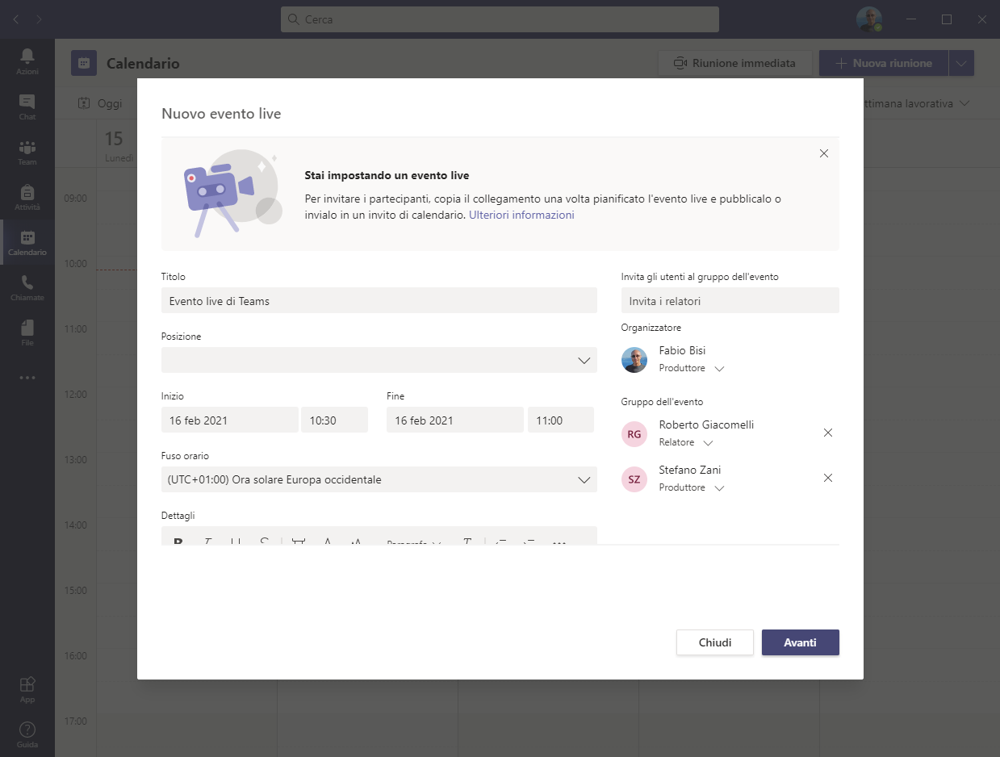 Cerca
Azioni
Chat
Team
Attività
Calendario
Chiamate
File
App
Guida
Calendario
Riunione immediata
Nuova riunione
Oggi
ttimana lavorativa
15
Lunedì
09:00
10:00
11:00
12:00
13:00
14:00
15:00
16:00
17:00
Nuovo evento live
Stai impostando un evento live
Per invitare i partecipanti, copia il collegamento una volta pianificato l'evento live e pubblicalo o
invialo in un invito di calendario. Ulteriori informazioni
Titolo
Evento live di Teams
Posizione
Inizio
Fine
16 feb 2021
10:30
16 feb 2021
11:00
Fuso orario
(UTC+01:00) Ora solare Europa occidentale
Dettagli
Paragrafo
Invita gli utenti al gruppo dell'evento
Invita i relatori
Organizzatore
Fabio Bisi
Produttore
Gruppo dell'evento
RG
Roberto Giacomelli
Relatore
SZ
Stefano Zani
Produttore
Chiudi
Avanti